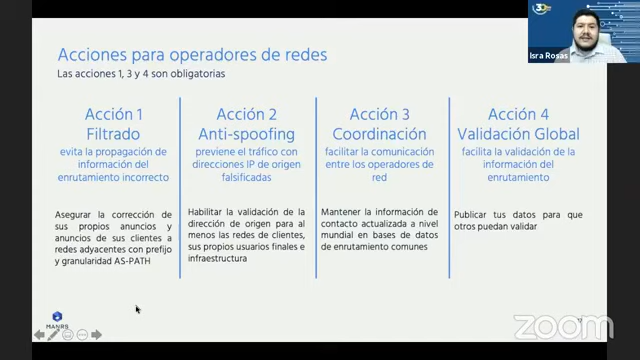 Acciones para operadores de redes
Las acciones 1, 3 y 4 son obligatorias
Acción 1
Filtrado
evita la propagación de
información del
enrutamiento incorrecto
Asegurar la corrección de
sus propios anuncios y
anuncios de sus clientes a
redes adyacentes con prefijo
y granularidad AS-PATH
Acción 2
Anti-spoofing
previene el tráfico con
direcciones IP de origen
falsificadas
Habilitar la validación de la
dirección de origen para al
menos las redes de clientes,
sus propios usuarios finales e
infraestructura
Acción 3
Coordinación
facilitar la comunicación
entre los operadores de
red
Mantener la información de
contacto actualizada a nivel
mundial en bases de datos
de enrutamiento comunes
Acción 4
Validación Global
facilita la validación de la
información del
enrutamiento
Publicar tus datos para que
otros puedan validar
Isra Rosas
MANRS
zoom